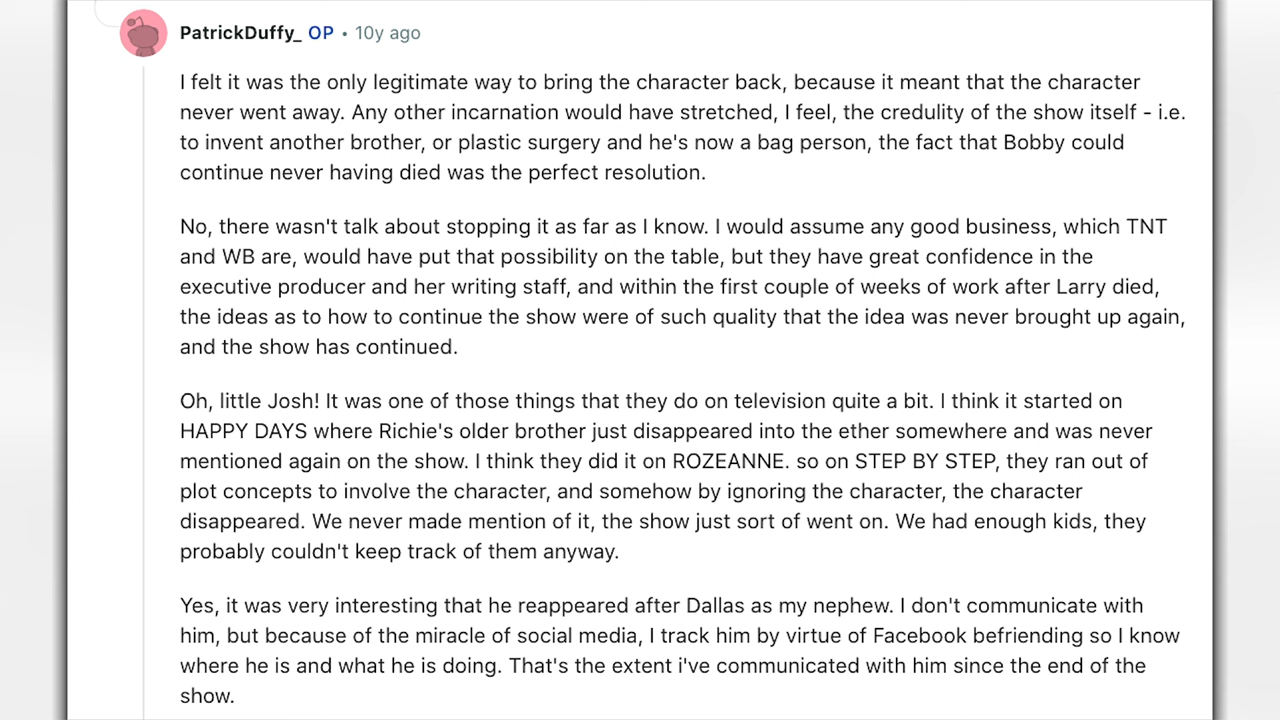 PatrickDuffy_ OP • 10y ago
I felt it was the only legitimate way to bring the character back, because it meant that the character
never went away. Any other incarnation would have stretched, I feel, the credulity of the show itself - i.e.
to invent another brother, or plastic surgery and he's now a bag person, the fact that Bobby could
continue never having died was the perfect resolution.
No, there wasn't talk about stopping it as far as I know. I would assume any good business, which TNT
and WB are, would have put that possibility on the table, but they have great confidence in the
executive producer and her writing staff, and within the first couple of weeks of work after Larry died,
the ideas as to how to continue the show were of such quality that the idea was never brought up again,
and the show has continued.
Oh, little Josh! It was one of those things that they do on television quite a bit. I think it started on
HAPPY DAYS where Richie's older brother just disappeared into the ether somewhere and was never
mentioned again on the show. I think they did it on ROZEANNE. so on STEP BY STEP, they ran out of
plot concepts to involve the character, and somehow by ignoring the character, the character
disappeared. We never made mention of it, the show just sort of went on. We had enough kids, they
probably couldn't keep track of them anyway.
Yes, it was very interesting that he reappeared after Dallas as my nephew. I don't communicate with
him, but because of the miracle of social media, I track him by virtue of Facebook befriending so I know
where he is and what he is doing. That's the extent i've communicated with him since the end of the
show.